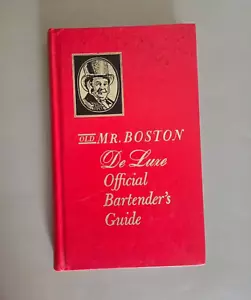 OLD MR. BOSTON
De Luxe
Official
Bartender's
Guide